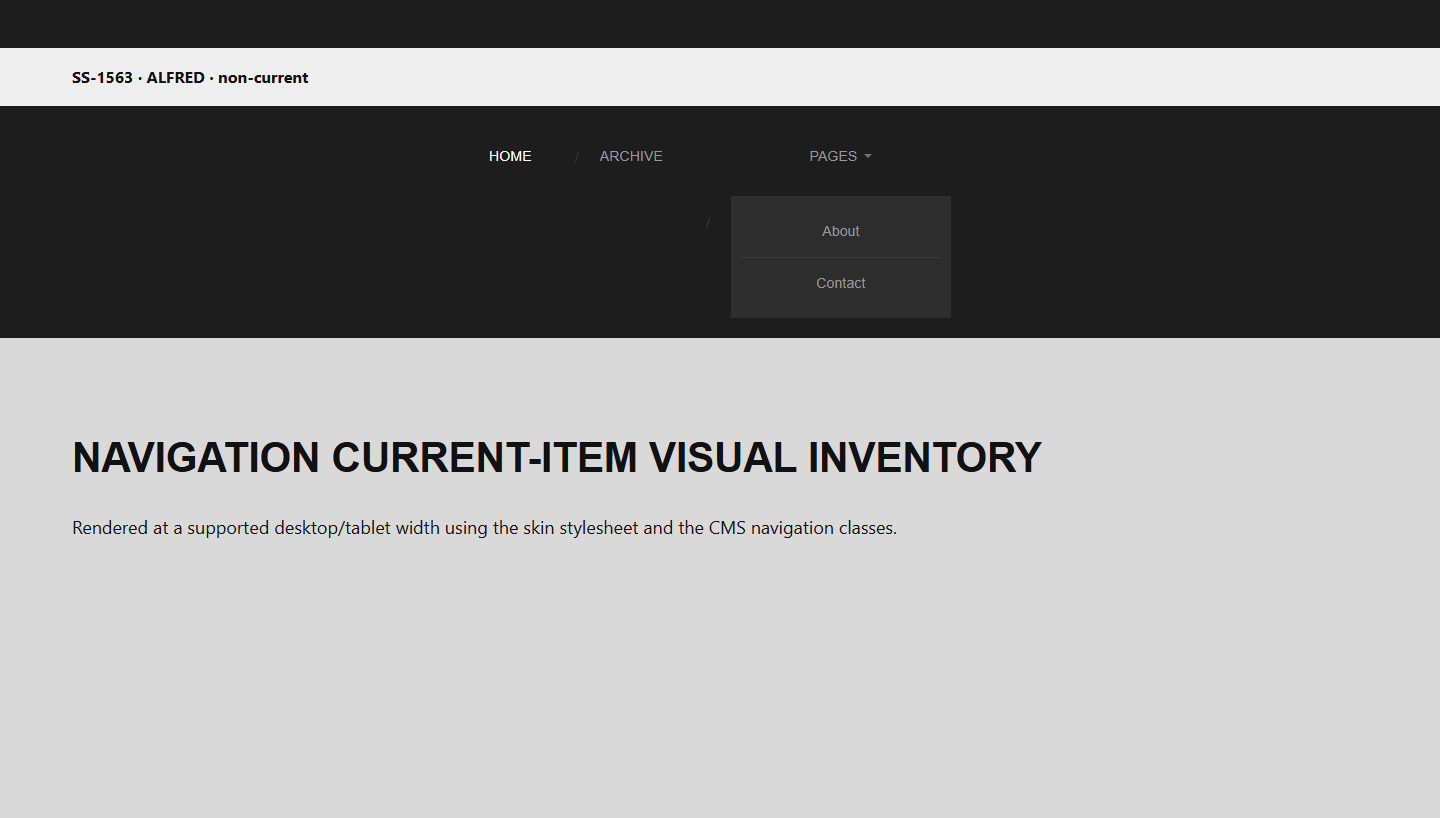 SS-1563 · ALFRED · non-current
HOME / ARCHIVE PAGES
/
About
Contact
NAVIGATION CURRENT-ITEM VISUAL INVENTORY
Rendered at a supported desktop/tablet width using the skin stylesheet and the CMS navigation classes.